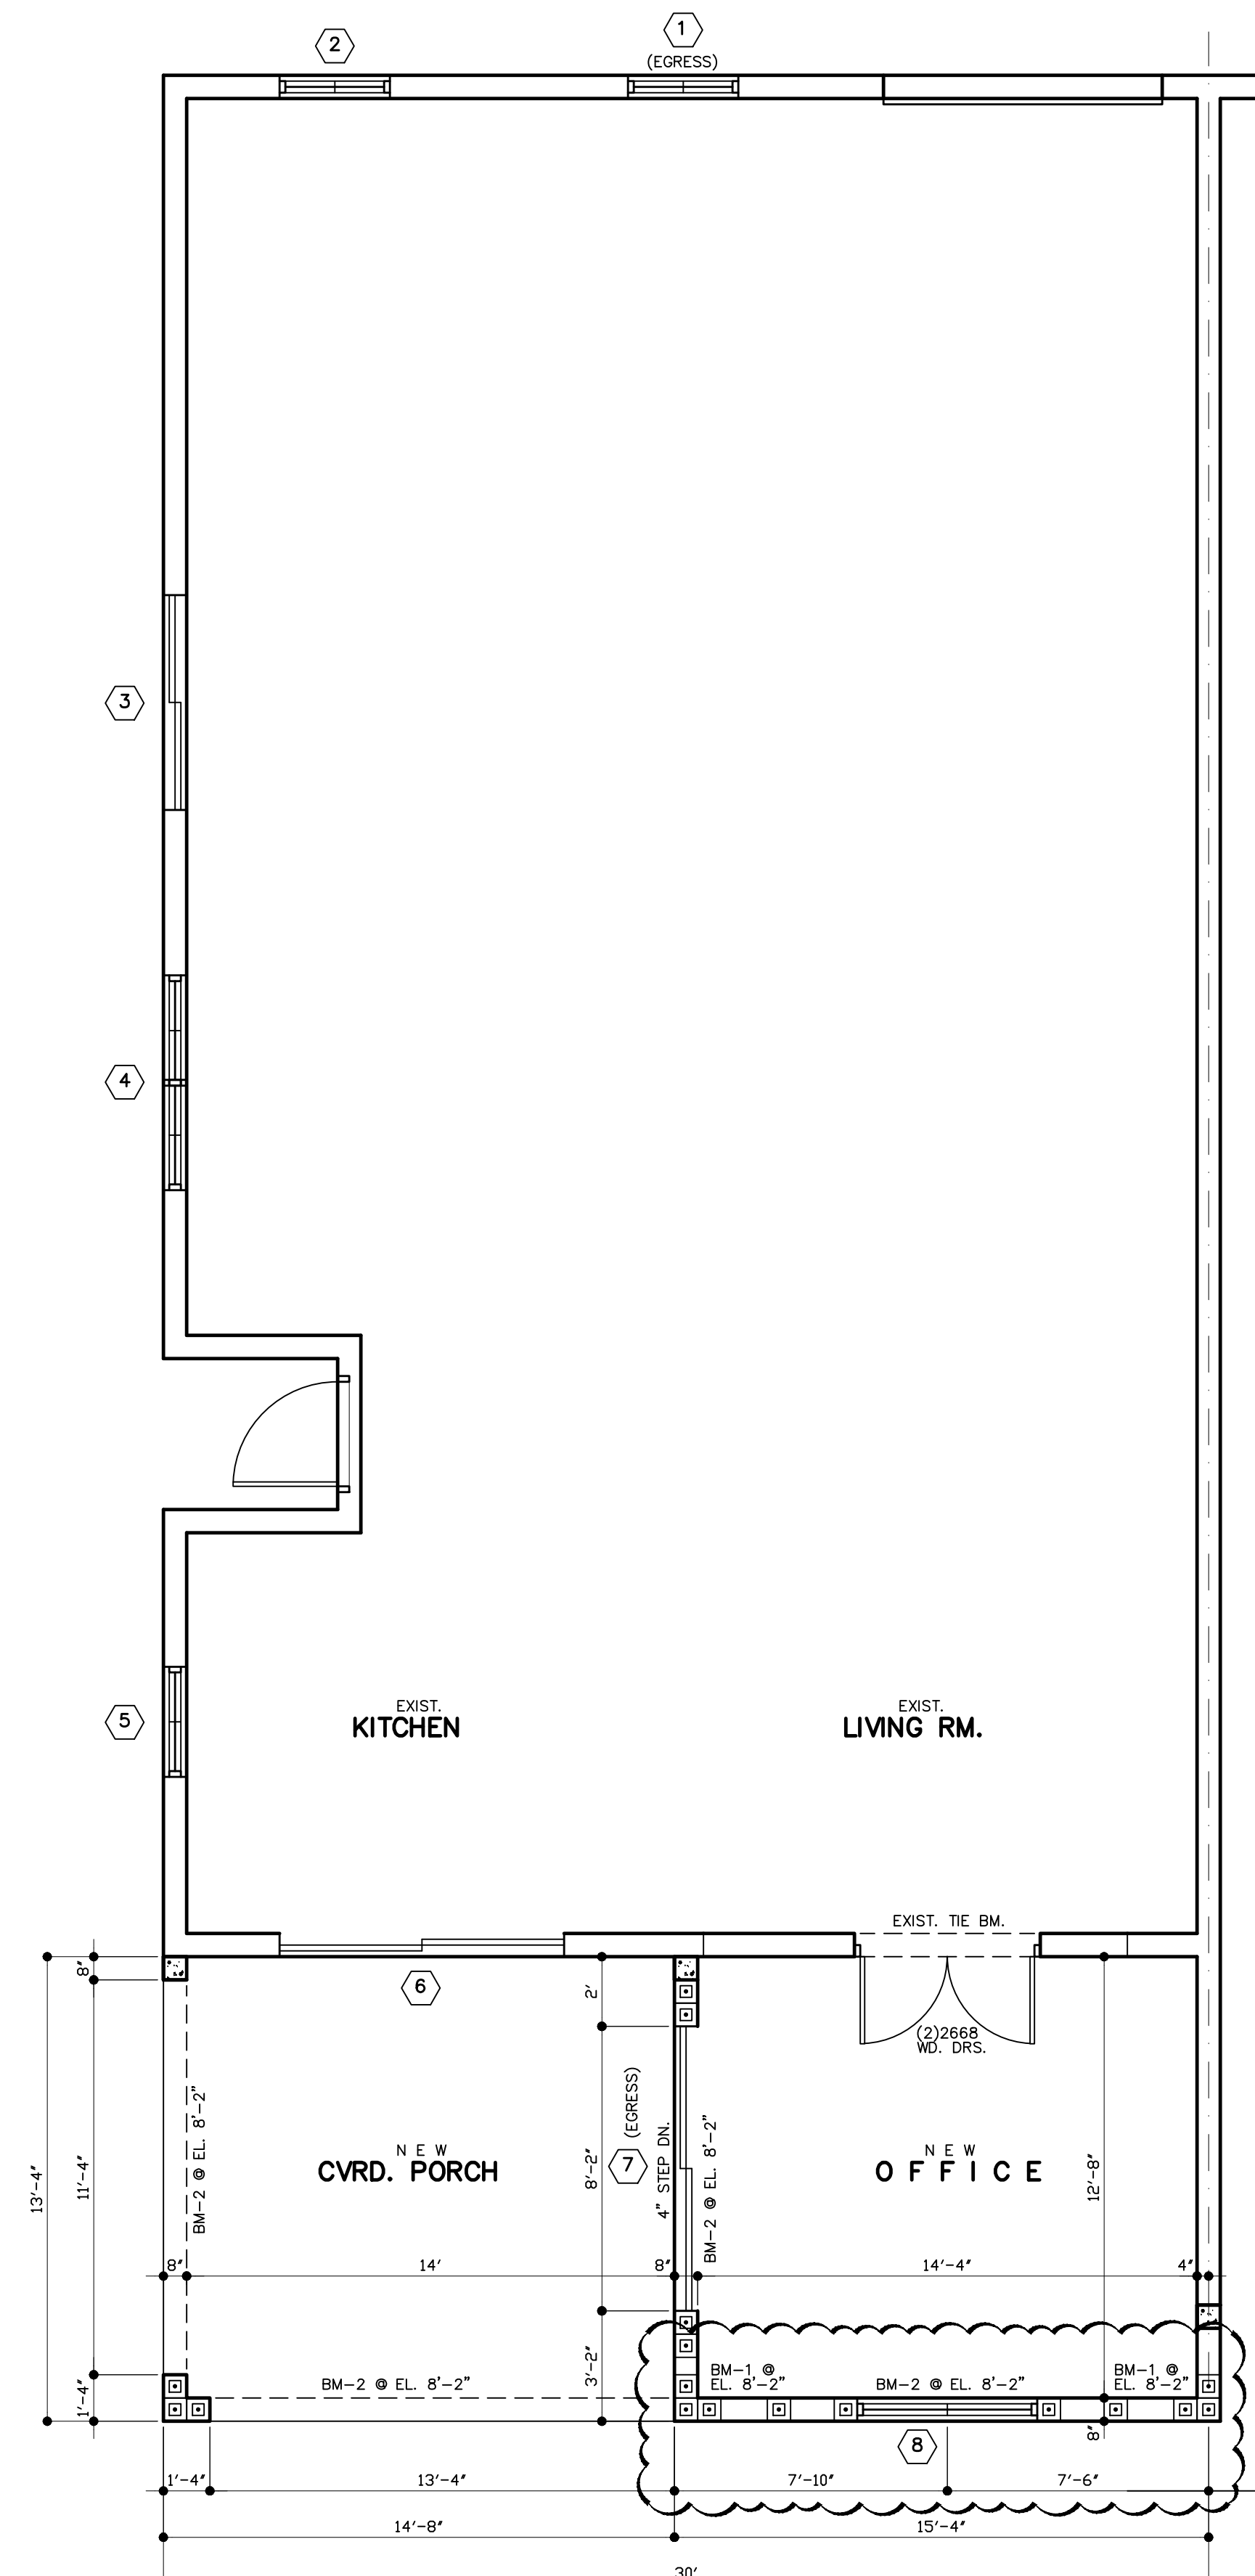 1
2
(EGRESS)
3
4
5
EXIST.
KITCHEN
EXIST.
LIVING RM.
EXIST. TIE BM.
8"
6
2'
(2)2668
WD. DRS.
(EGRESS)
7
4" STEP DN.
BM-2 @ EL. 8'-2"
BM-2 @ EL. 8'-2"
N E W
CVRD. PORCH
N E W
O F F I C E
13'-4"
11'-4"
8'-2"
12'-8"
8"
14'
8"
14'-4"
4"
1'-4"
3'-2"
BM-2 @ EL. 8'-2"
BM-1 @
EL. 8'-2"
BM-2 @ EL. 8'-2"
BM-1 @
EL. 8'-2"
8
8"
1'-4"
13'-4"
7'-10"
7'-6"
14'-8"
15'-4"
30'